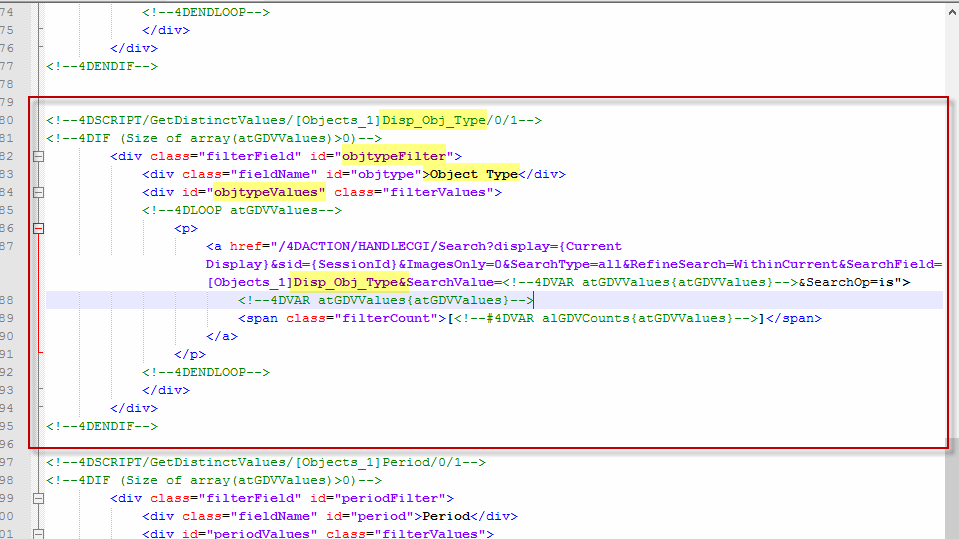 74 <!--4DENDLOOP-->
75 </div>
76 </div>
77 <!--4DENDIF-->
78
79
80 <!--4DSCRIPT/GetDistinctValues/[Objects_1]Disp_Obj_Type/0/1-->
81 <!--4DIF (Size of array(atGDVValues)>0)-->
82 <div class="filterField" id="objtypeFilter">
83 <div class="fieldName" id="objtype">Object Type</div>
84 <div id="objtypeValues" class="filterValues">
85 <!--4DLOOP atGDVValues-->
86 <p>
87 <a href="/4DACTION/HANDLECGI/Search?display={Current
Display}&sid={SessionId}&ImagesOnly=0&SearchType=all&RefineSearch=WithinCurrent&SearchField=
[Objects_1]Disp_Obj_Type&SearchValue=<!--4DVAR atGDVValues{atGDVValues}-->&SearchOp=is">
88 <!--4DVAR atGDVValues{atGDVValues}-->
89 <span class="filterCount">[<!--#4DVAR alGDVCounts{atGDVValues}-->]</span>
90 </a>
91 </p>
92 <!--4DENDLOOP-->
93 </div>
94 </div>
95 <!--4DENDIF-->
96
97 <!--4DSCRIPT/GetDistinctValues/[Objects_1]Period/0/1-->
98 <!--4DIF (Size of array(atGDVValues)>0)-->
99 <div class="filterField" id="periodFilter">
00 <div class="fieldName" id="period">Period</div>
01 <div id="periodValues" class="filterValues">